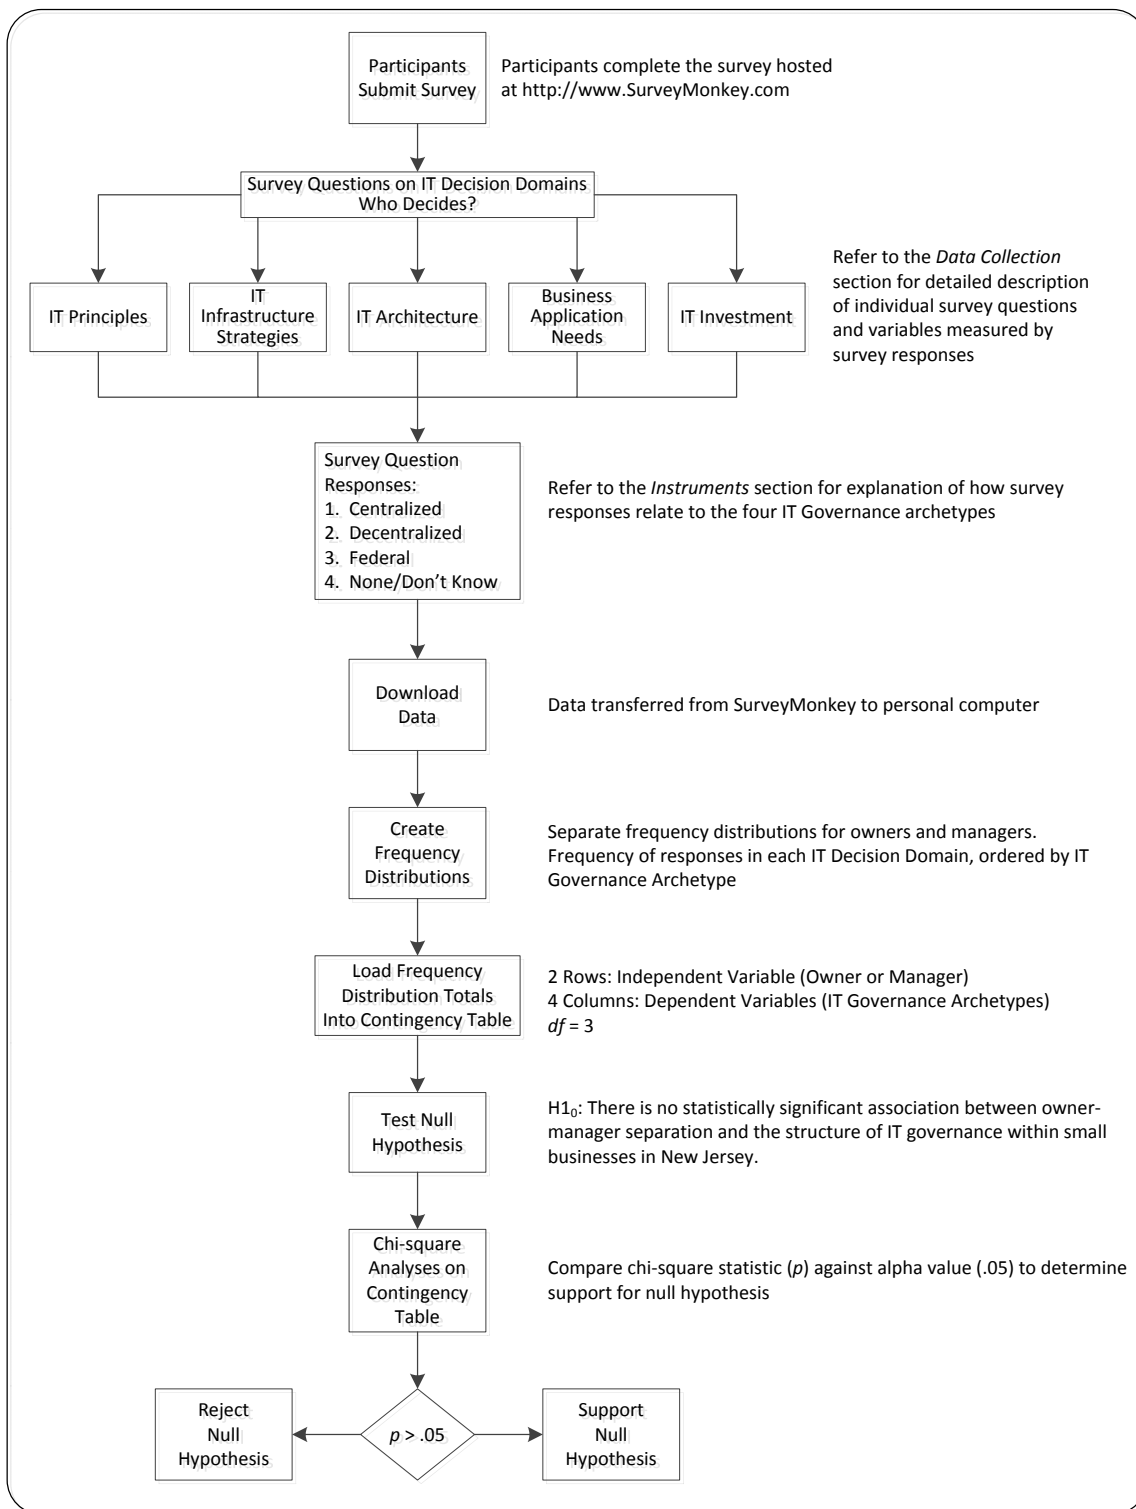 Participants
Submit Survey
Participants complete the survey hosted
at http://www.SurveyMonkey.com
Survey Questions on IT Decision Domains
Who Decides?
IT Principles
IT
Infrastructure
Strategies
IT Architecture
Business
Application
Needs
IT Investment
Refer to the Data Collection
section for detailed description
of individual survey questions
and variables measured by
survey responses
Survey Question
Responses:
1. Centralized
2. Decentralized
3. Federal
4. None/Don’t Know
Refer to the Instruments section for explanation of how survey
responses relate to the four IT Governance archetypes
Download
Data
Data transferred from SurveyMonkey to personal computer
Create
Frequency
Distributions
Separate frequency distributions for owners and managers.
Frequency of responses in each IT Decision Domain, ordered by IT
Governance Archetype
Load Frequency
Distribution Totals
Into Contingency Table
2 Rows: Independent Variable (Owner or Manager)
4 Columns: Dependent Variables (IT Governance Archetypes)
df = 3
Test Null
Hypothesis
H1₀: There is no statistically significant association between owner-
manager separation and the structure of IT governance within small
businesses in New Jersey.
Chi-square
Analyses on
Contingency
Table
Compare chi-square statistic (p) against alpha value (.05) to determine
support for null hypothesis
Reject
Null
Hypothesis
p > .05
Support
Null
Hypothesis